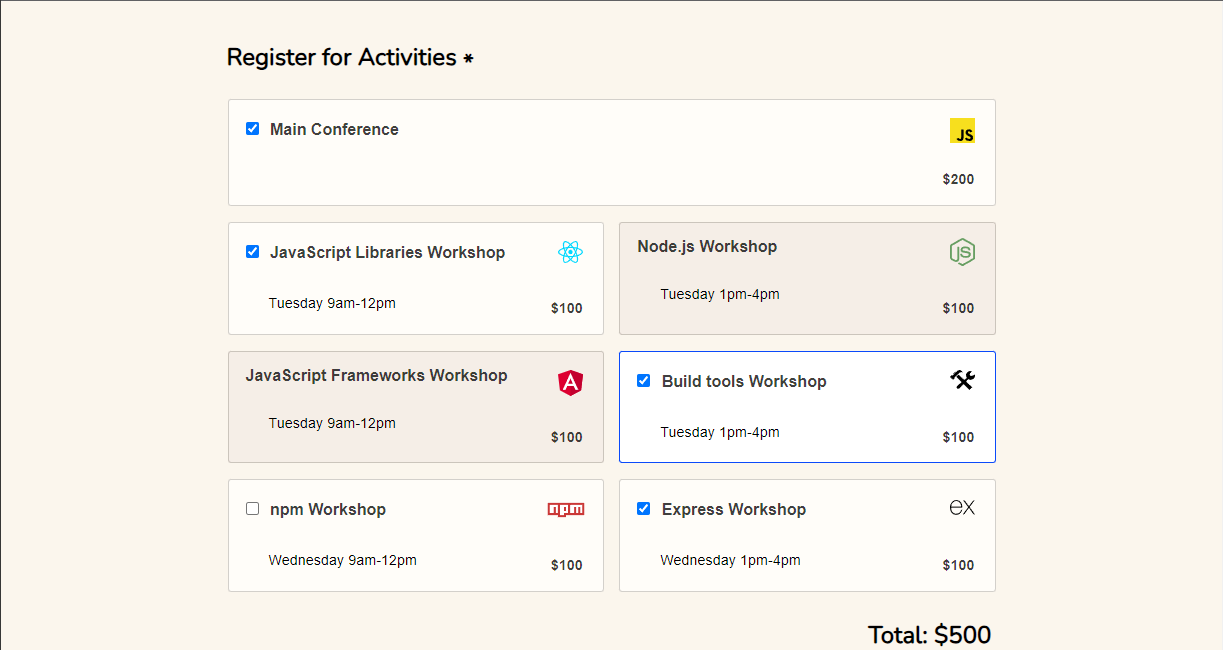 Register for Activities *
Main Conference
JS
$200
JavaScript Libraries Workshop
Tuesday 9am-12pm
$100
Node.js Workshop
JS
Tuesday 1pm-4pm
$100
JavaScript Frameworks Workshop
A
Tuesday 9am-12pm
$100
Build tools Workshop
Tuesday 1pm-4pm
$100
npm Workshop
npm
Wednesday 9am-12pm
$100
Express Workshop
ex
Wednesday 1pm-4pm
$100
Total: $500